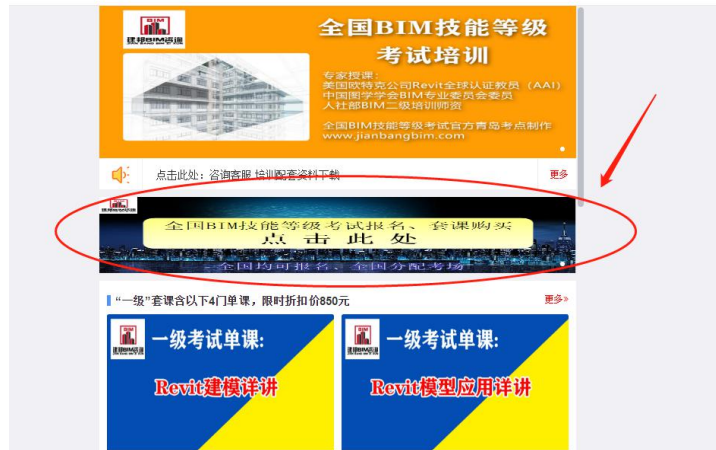 BIM
建邦BIM咨询
全国BIM技能等级
考试培训
专家授课:
美国欧特克公司Revit全球认证教员（AAI）
中国图学学会BIM专业委员会委员
人社部BIM二级培训师资
全国BIM技能等级考试官方青岛考点制作
www.jianbangbim.com
点击此处：咨询客服 培训配套资料下载
更多
全国BIM技能等级考试报名、套课购买
点 击 此 处
全国均可报名、全国分配考场
“一级”套课含以下4门单课，限时折扣价850元
更多»
一级考试单课:
Revit建模详讲
一级考试单课:
Revit模型应用详讲